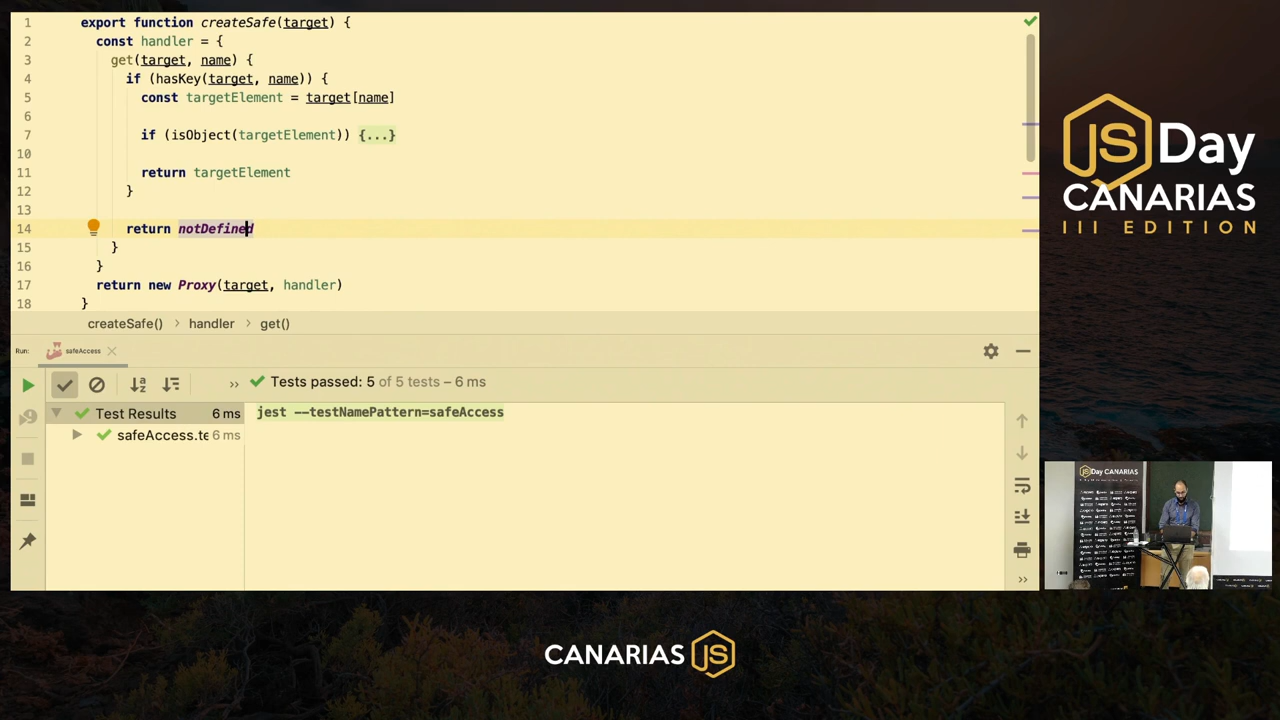 1 export function createSafe(target) {
2 const handler = {
3 get(target, name) {
4 if (hasKey(target, name)) {
5 const targetElement = target[name]
6
7 if (isObject(targetElement)) {...}
10
11 return targetElement
12 }
13
14 return notDefined
15 }
16 }
17 return new Proxy(target, handler)
18 }
createSafe() > handler > get()
Run: safeAccess
Tests passed: 5 of 5 tests – 6 ms
Test Results 6 ms
jest --testNamePattern=safeAccess
safeAccess.te 6 ms
JS Day
CANARIAS
III EDITION
JSDay CANARIAS
CANARIAS JS